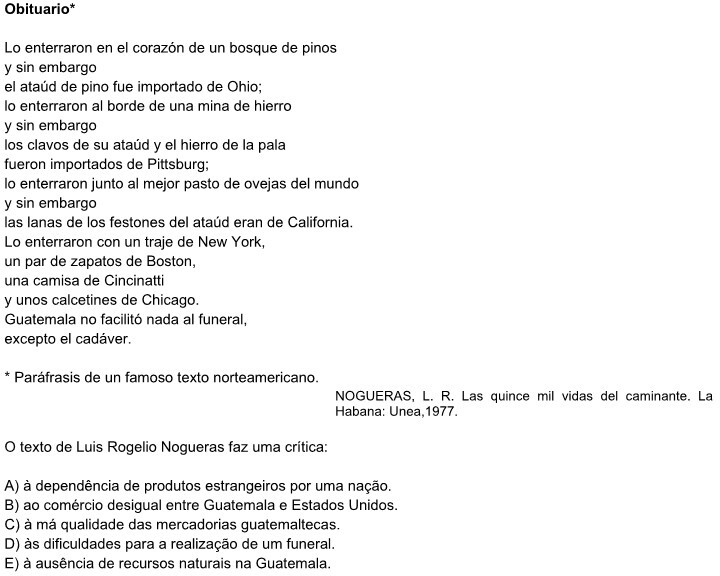 Obituario*
Lo enterraron en el corazón de un bosque de pinos
y sin embargo
el ataúd de pino fue importado de Ohio;
lo enterraron al borde de una mina de hierro
y sin embargo
los clavos de su ataúd y el hierro de la pala
fueron importados de Pittsburg;
lo enterraron junto al mejor pasto de ovejas del mundo
y sin embargo
las lanas de los festones del ataúd eran de California.
Lo enterraron con un traje de New York,
un par de zapatos de Boston,
una camisa de Cincinatti
y unos calcetines de Chicago.
Guatemala no facilitó nada al funeral,
excepto el cadáver.
* Paráfrasis de un famoso texto norteamericano.
NOGUERAS, L. R. Las quince mil vidas del caminante. La
Habana: Unea,1977.
O texto de Luis Rogelio Nogueras faz uma crítica:
A) à dependência de produtos estrangeiros por uma nação.
B) ao comércio desigual entre Guatemala e Estados Unidos.
C) à má qualidade das mercadorias guatemaltecas.
D) às dificuldades para a realização de um funeral.
E) à ausência de recursos naturais na Guatemala.